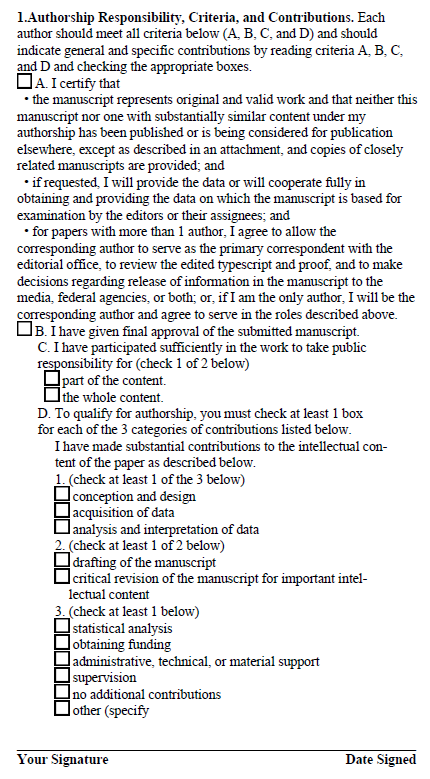 1.Authorship Responsibility, Criteria, and Contributions. Each
author should meet all criteria below (A, B, C, and D) and should
indicate general and specific contributions by reading criteria A, B, C,
and D and checking the appropriate boxes.
A. I certify that
• the manuscript represents original and valid work and that neither this
manuscript nor one with substantially similar content under my
authorship has been published or is being considered for publication
elsewhere, except as described in an attachment, and copies of closely
related manuscripts are provided; and
• if requested, I will provide the data or will cooperate fully in
obtaining and providing the data on which the manuscript is based for
examination by the editors or their assignees; and
• for papers with more than 1 author, I agree to allow the
corresponding author to serve as the primary correspondent with the
editorial office, to review the edited typescript and proof, and to make
decisions regarding release of information in the manuscript to the
media, federal agencies, or both; or, if I am the only author, I will be the
corresponding author and agree to serve in the roles described above.
B. I have given final approval of the submitted manuscript.
C. I have participated sufficiently in the work to take public
responsibility for (check 1 of 2 below)
part of the content.
the whole content.
D. To qualify for authorship, you must check at least 1 box
for each of the 3 categories of contributions listed below.
I have made substantial contributions to the intellectual con-
tent of the paper as described below.
1. (check at least 1 of the 3 below)
conception and design
acquisition of data
analysis and interpretation of data
2. (check at least 1 of 2 below)
drafting of the manuscript
critical revision of the manuscript for important intel-
lectual content
3. (check at least 1 below)
statistical analysis
obtaining funding
administrative, technical, or material support
supervision
no additional contributions
other (specify
Your Signature Date Signed